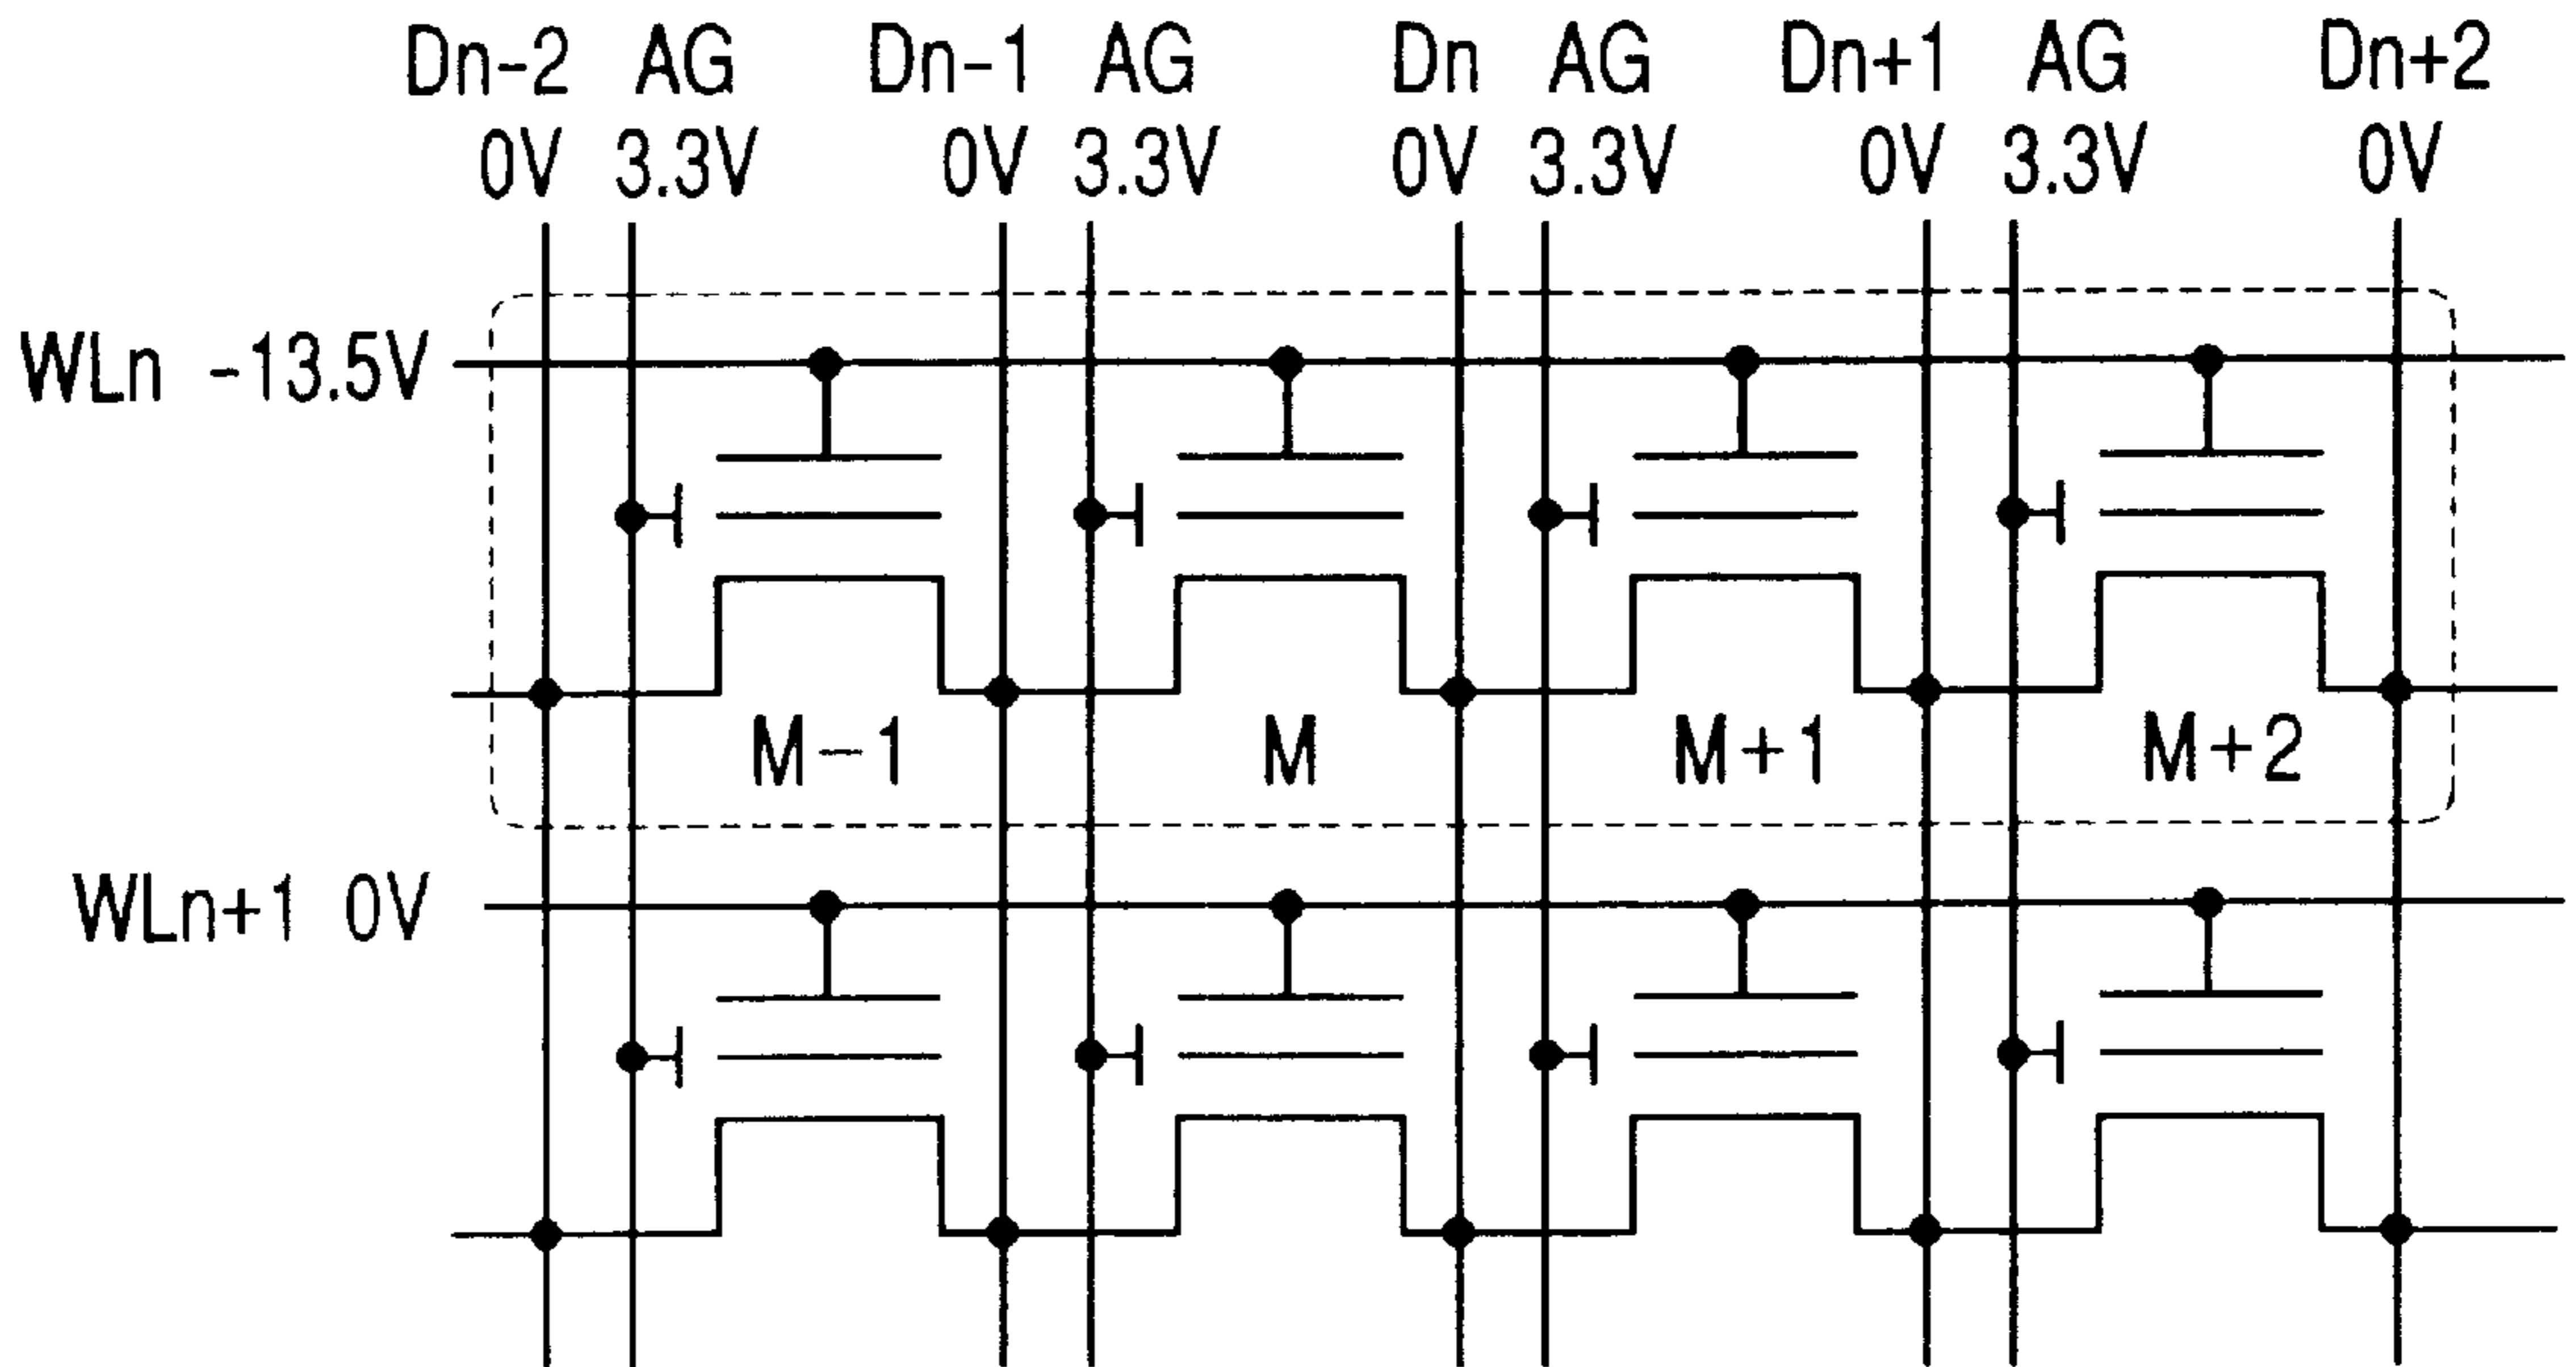 Dn-2 AG Dn-1 AG Dn AG Dn+1 AG Dn+2
0V 3.3V 0V 3.3V 0V 3.3V 0V 3.3V 0V
WLn -13.5V
M-1 M M+1 M+2
WLn+1 0V